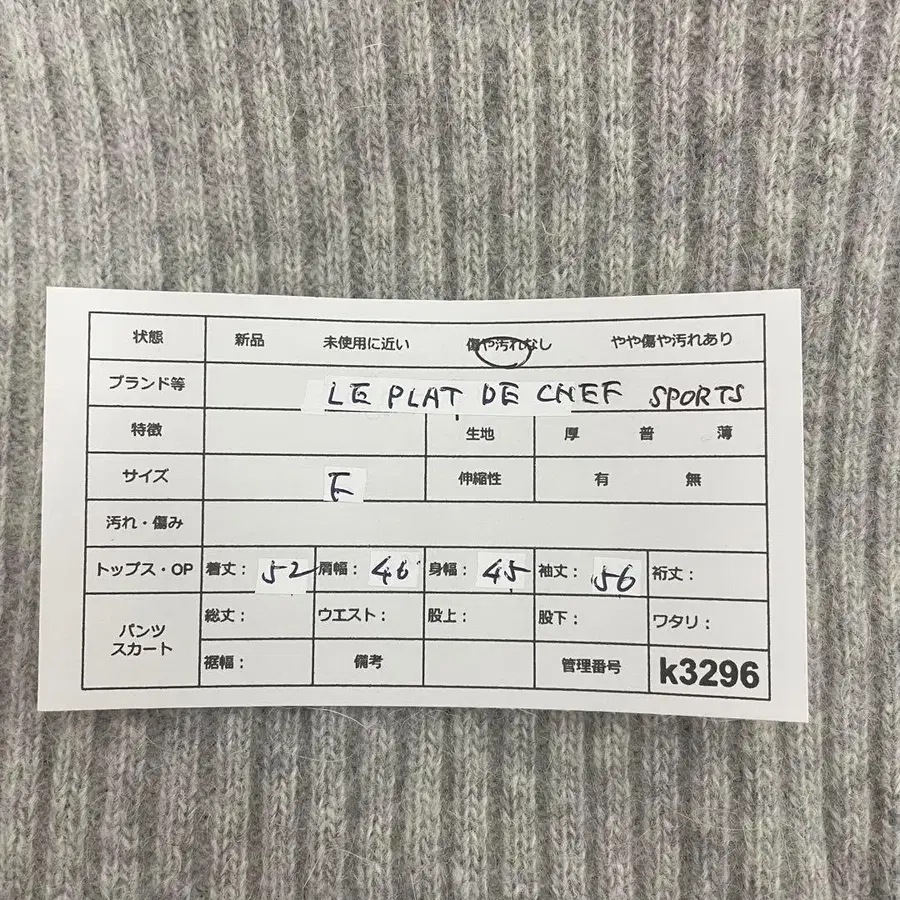 状態 新品 未使用に近い 傷や汚れなし やや傷や汚れあり
ブランド等 LE PLAT DE CHEF SPORTS
特徴 生地 厚 普 薄
サイズ F 伸縮性 有 無
汚れ・傷み
トップス・OP 着丈： 52 肩幅： 46 身幅： 45 袖丈： 56 裄丈：
パンツ スカート 総丈： ウエスト： 股上： 股下： ワタリ：
裾幅： 備考 管理番号 k3296